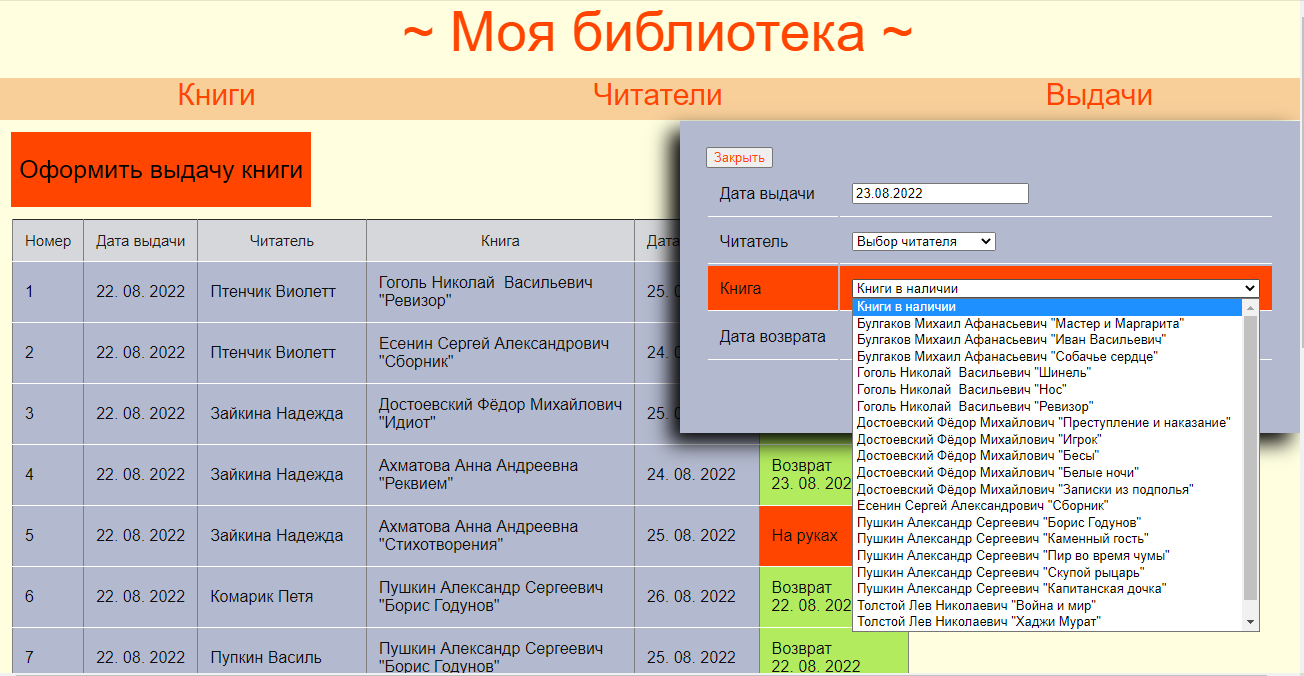 ~ Моя библиотека ~
Книги Читатели Выдачи
Оформить выдачу книги
Номер Дата выдачи Читатель Книга Дата
1 22. 08. 2022 Птенчик Виолетт Гоголь Николай  Васильевич
"Ревизор" 25.
2 22. 08. 2022 Птенчик Виолетт Есенин Сергей Александрович
"Сборник" 24.
3 22. 08. 2022 Зайкина Надежда Достоевский Фёдор Михайлович
"Идиот" 25.
4 22. 08. 2022 Зайкина Надежда Ахматова Анна Андреевна
"Реквием" 24. 08. 2022 Возврат
23. 08. 202
5 22. 08. 2022 Зайкина Надежда Ахматова Анна Андреевна
"Стихотворения" 25. 08. 2022 На руках
6 22. 08. 2022 Комарик Петя Пушкин Александр Сергеевич
"Борис Годунов" 26. 08. 2022 Возврат
22. 08. 202
7 22. 08. 2022 Пупкин Василь Пушкин Александр Сергеевич
"Борис Годунов" 25. 08. 2022 Возврат
22. 08. 2022
Закрыть
Дата выдачи 23.08.2022
Читатель Выбор читателя
Книга Книги в наличии
Дата возврата
Книги в наличии
Булгаков Михаил Афанасьевич "Мастер и Маргарита"
Булгаков Михаил Афанасьевич "Иван Васильевич"
Булгаков Михаил Афанасьевич "Собачье сердце"
Гоголь Николай  Васильевич "Шинель"
Гоголь Николай  Васильевич "Нос"
Гоголь Николай  Васильевич "Ревизор"
Достоевский Фёдор Михайлович "Преступление и наказание"
Достоевский Фёдор Михайлович "Игрок"
Достоевский Фёдор Михайлович "Бесы"
Достоевский Фёдор Михайлович "Белые ночи"
Достоевский Фёдор Михайлович "Записки из подполья"
Есенин Сергей Александрович "Сборник"
Пушкин Александр Сергеевич "Борис Годунов"
Пушкин Александр Сергеевич "Каменный гость"
Пушкин Александр Сергеевич "Пир во время чумы"
Пушкин Александр Сергеевич "Скупой рыцарь"
Пушкин Александр Сергеевич "Капитанская дочка"
Толстой Лев Николаевич "Война и мир"
Толстой Лев Николаевич "Хаджи Мурат"